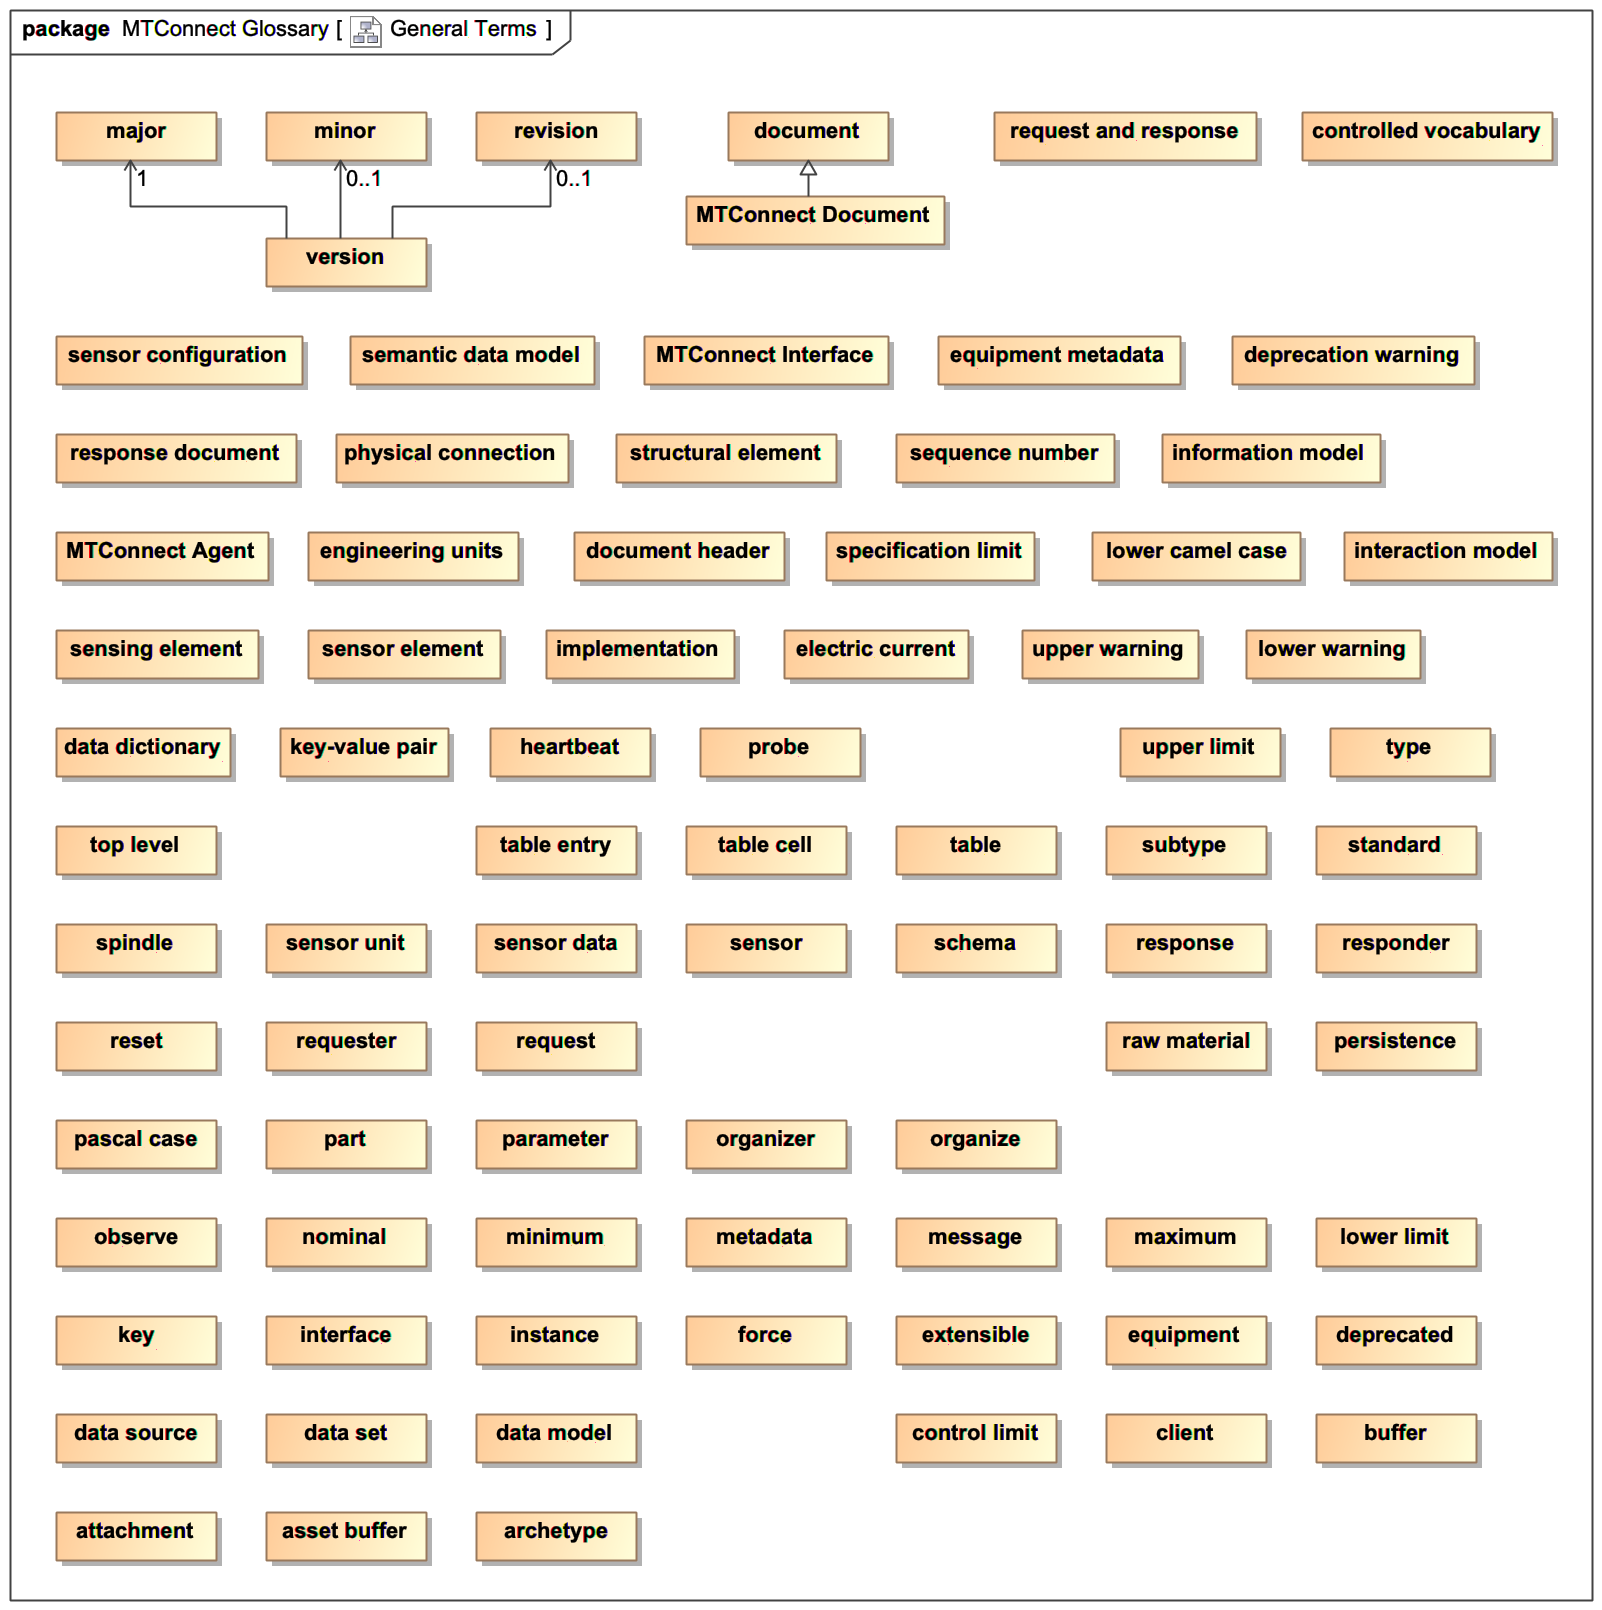 package MTConnect Glossary [ General Terms ]
major minor revision document request and response controlled vocabulary
1 0..1 0..1
MTConnect Document
version
sensor configuration semantic data model MTConnect Interface equipment metadata deprecation warning
response document physical connection structural element sequence number information model
MTConnect Agent engineering units document header specification limit lower camel case interaction model
sensing element sensor element implementation electric current upper warning lower warning
data dictionary key-value pair heartbeat probe upper limit type
top level table entry table cell table subtype standard
spindle sensor unit sensor data sensor schema response responder
reset requester request raw material persistence
pascal case part parameter organizer organize
observe nominal minimum metadata message maximum lower limit
key interface instance force extensible equipment deprecated
data source data set data model control limit client buffer
attachment asset buffer archetype